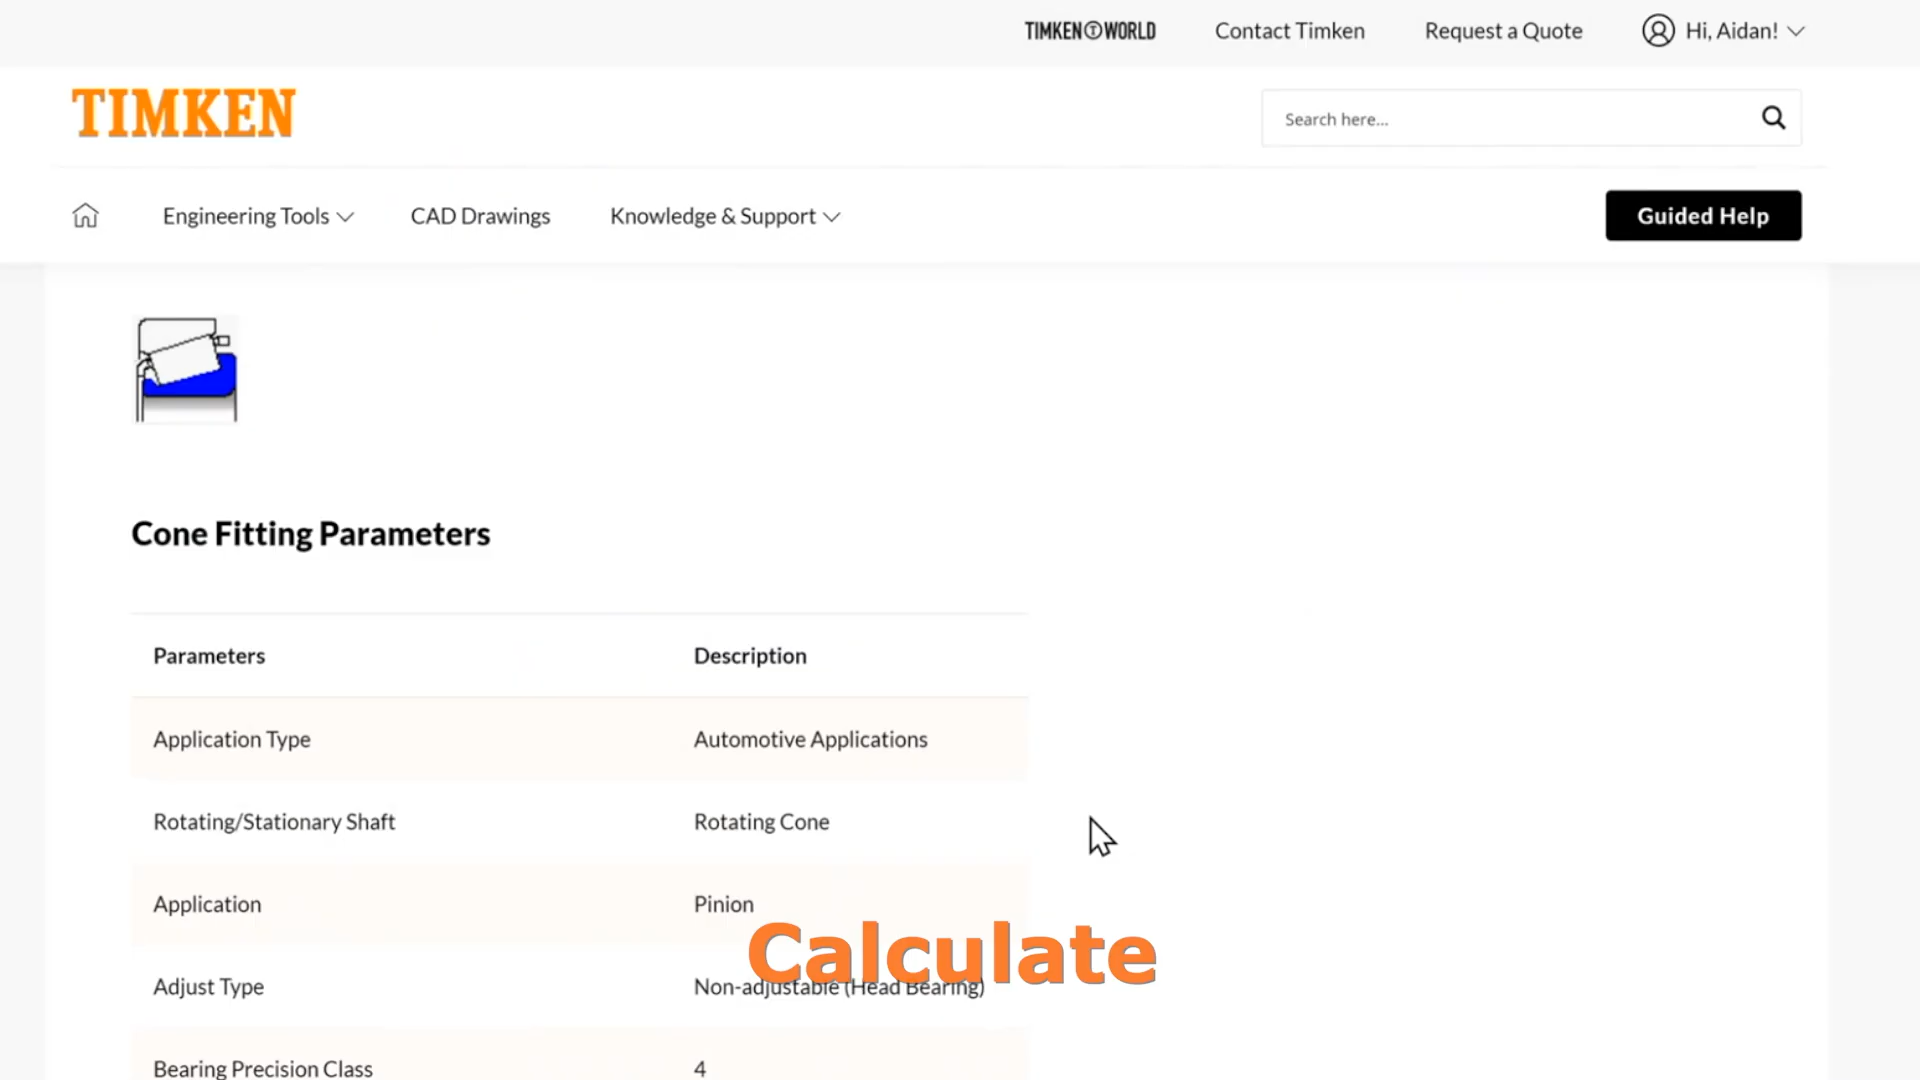 TIMKEN WORLD
Contact Timken
Request a Quote
Hi, Aidan!
TIMKEN
Search here...
Engineering Tools
CAD Drawings
Knowledge & Support
Guided Help
Cone Fitting Parameters
Parameters Description
Application Type Automotive Applications
Rotating/Stationary Shaft Rotating Cone
Application Pinion
Calculate
Adjust Type Non-adjustable (Head Bearing)
Bearing Precision Class 4